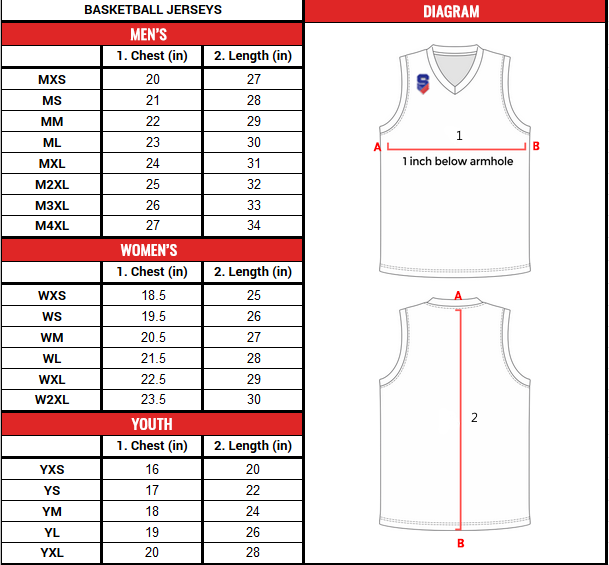 BASKETBALL JERSEYS
MEN'S
1. Chest (in) 2. Length (in)
MXS 20 27
MS 21 28
MM 22 29
ML 23 30
MXL 24 31
M2XL 25 32
M3XL 26 33
M4XL 27 34
WOMEN'S
1. Chest (in) 2. Length (in)
WXS 18.5 25
WS 19.5 26
WM 20.5 27
WL 21.5 28
WXL 22.5 29
W2XL 23.5 30
YOUTH
1. Chest (in) 2. Length (in)
YXS 16 20
YS 17 22
YM 18 24
YL 19 26
YXL 20 28
DIAGRAM
S
1
A B
1 inch below armhole
A
2
B